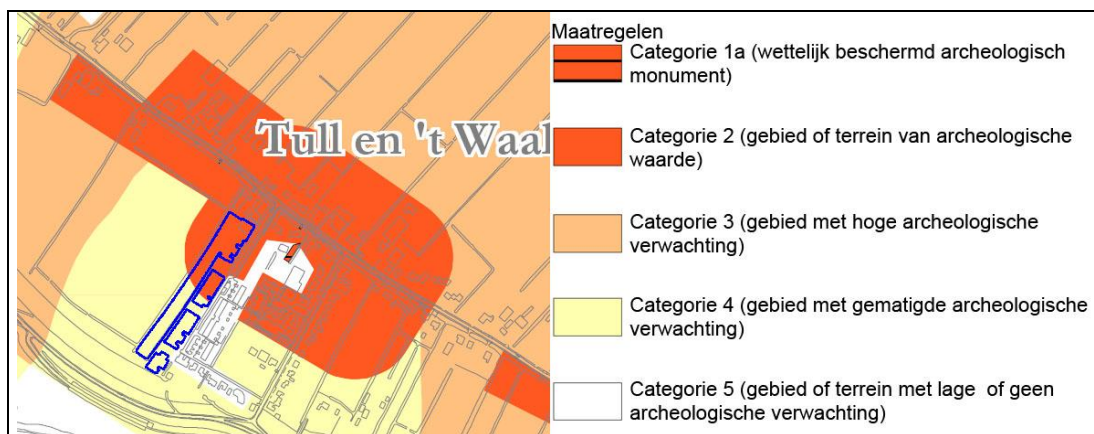 Tull en 't Waal
Maatregelen
Categorie 1a (wettelijk beschermd archeologisch
monument)
Categorie 2 (gebied of terrein van archeologische
waarde)
Categorie 3 (gebied met hoge archeologische
verwachting)
Categorie 4 (gebied met gematigde archeologische
verwachting)
Categorie 5 (gebied of terrein met lage of geen
archeologische verwachting)